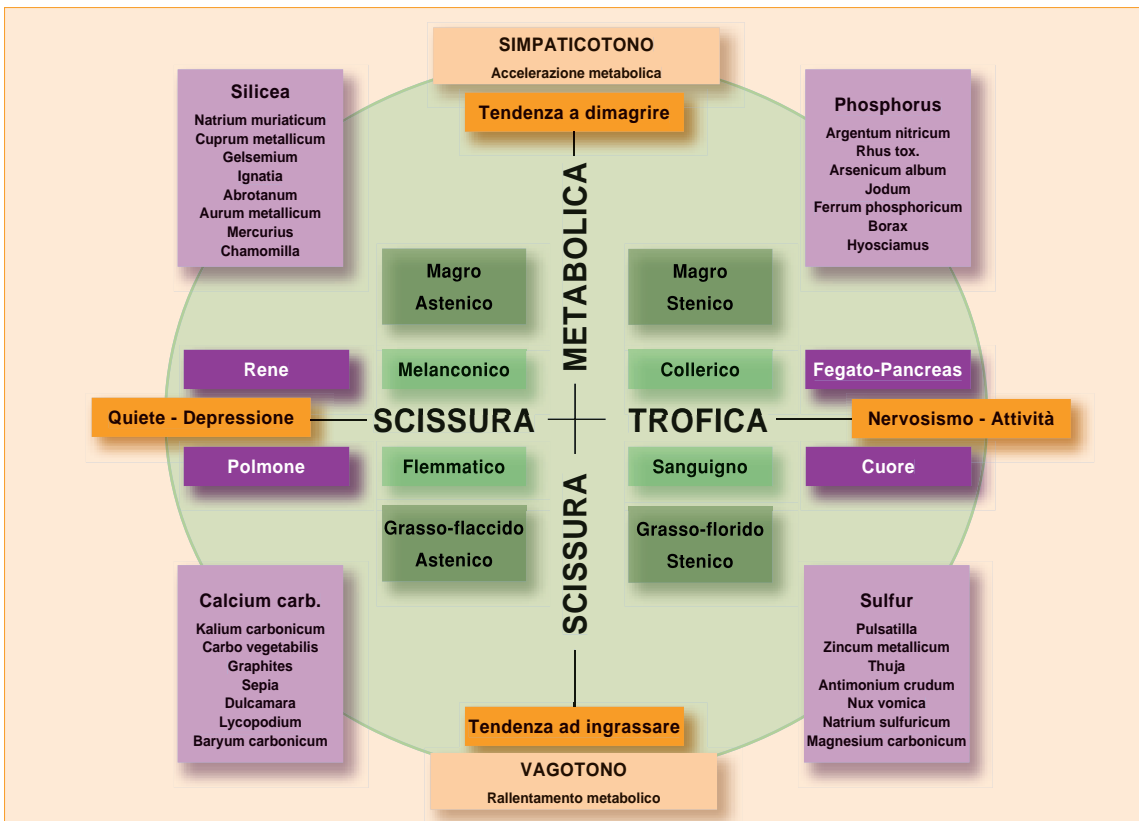 SIMPATICOTONO
Accelerazione metabolica
Tendenza a dimagrire
Silicea
Natrium muriaticum
Cuprum metallicum
Gelsemium
Ignatia
Abrotanum
Aurum metallicum
Mercurius
Chamomilla
Phosphorus
Argentum nitricum
Rhus tox.
Arsenicum album
Jodum
Ferrum phosphoricum
Borax
Hyosciamus
Magro
Astenico
Magro
Stenico
METABOLICA
Rene
Melanconico
Collerico
Fegato-Pancreas
Quiete - Depressione
SCISSURA
TROFICA
Nervosismo - Attività
Polmone
Flemmatico
Sanguigno
Cuore
SCISSURA
Grasso-flaccido
Astenico
Grasso-florido
Stenico
Calcium carb.
Kalium carbonicum
Carbo vegetabilis
Graphites
Sepia
Dulcamara
Lycopodium
Baryum carbonicum
Sulfur
Pulsatilla
Zincum metallicum
Thuja
Antimonium crudum
Nux vomica
Natrium sulfuricum
Magnesium carbonicum
Tendenza ad ingrassare
VAGOTONO
Rallentamento metabolico